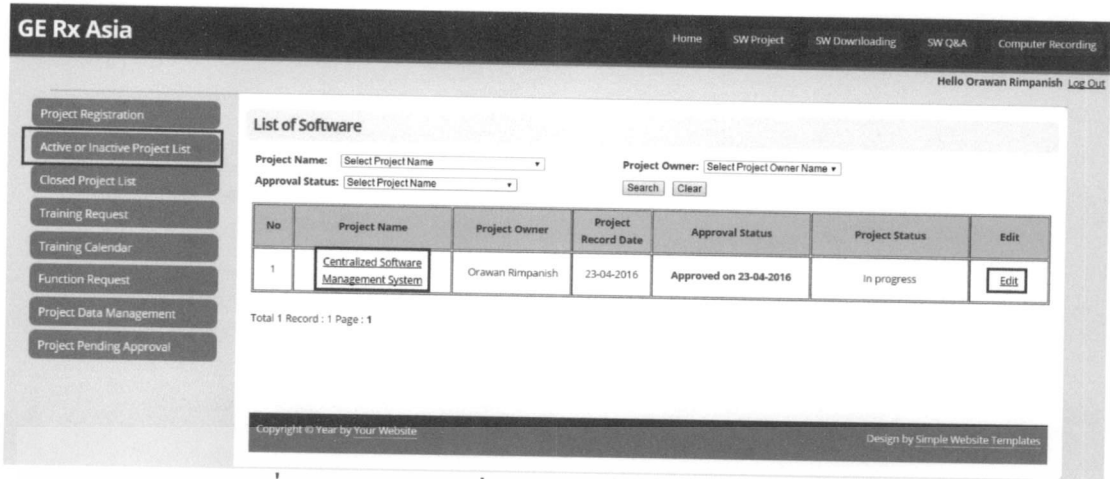 GE Rx Asia
Home SW Project SW Downloading SW Q&A Computer Recording
Hello Orawan Rimpanish Log Out
Project Registration
Active or Inactive Project List
Closed Project List
Training Request
Training Calendar
Function Request
Project Data Management
Project Pending Approval
List of Software
Project Name: Select Project Name Project Owner: Select Project Owner Name
Approval Status: Select Project Name Search Clear
No Project Name Project Owner Project Record Date Approval Status Project Status Edit
1 Centralized Software Management System Orawan Rimpanish 23-04-2016 Approved on 23-04-2016 In progress Edit
Total 1 Record : 1 Page : 1
Copyright © Year by Your Website
Design by Simple Website Templates